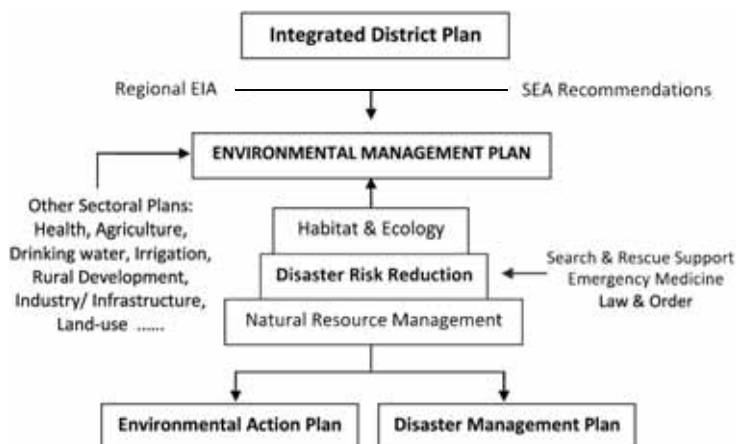 Integrated District Plan
Regional EIA
SEA Recommendations
ENVIRONMENTAL MANAGEMENT PLAN
Other Sectoral Plans:
Health, Agriculture,
Drinking water, Irrigation,
Rural Development,
Industry/ Infrastructure,
Land-use ......
Habitat & Ecology
Disaster Risk Reduction
Natural Resource Management
Search & Rescue Support
Emergency Medicine
Law & Order
Environmental Action Plan
Disaster Management Plan